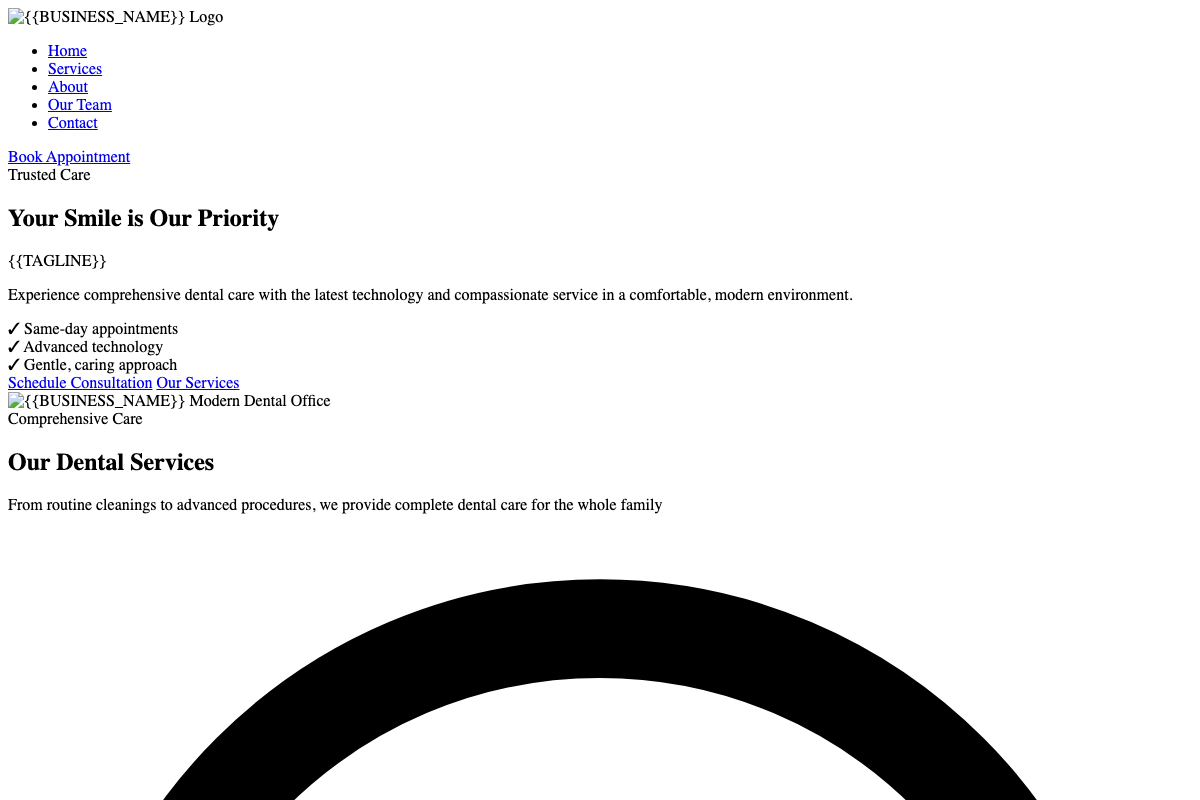 {{BUSINESS_NAME}} Logo
Home
Services
About
Our Team
Contact
Book Appointment
Trusted Care
Your Smile is Our Priority
{{TAGLINE}}
Experience comprehensive dental care with the latest technology and compassionate service in a comfortable, modern environment.
✓ Same-day appointments
✓ Advanced technology
✓ Gentle, caring approach
Schedule Consultation Our Services
{{BUSINESS_NAME}} Modern Dental Office
Comprehensive Care
Our Dental Services
From routine cleanings to advanced procedures, we provide complete dental care for the whole family